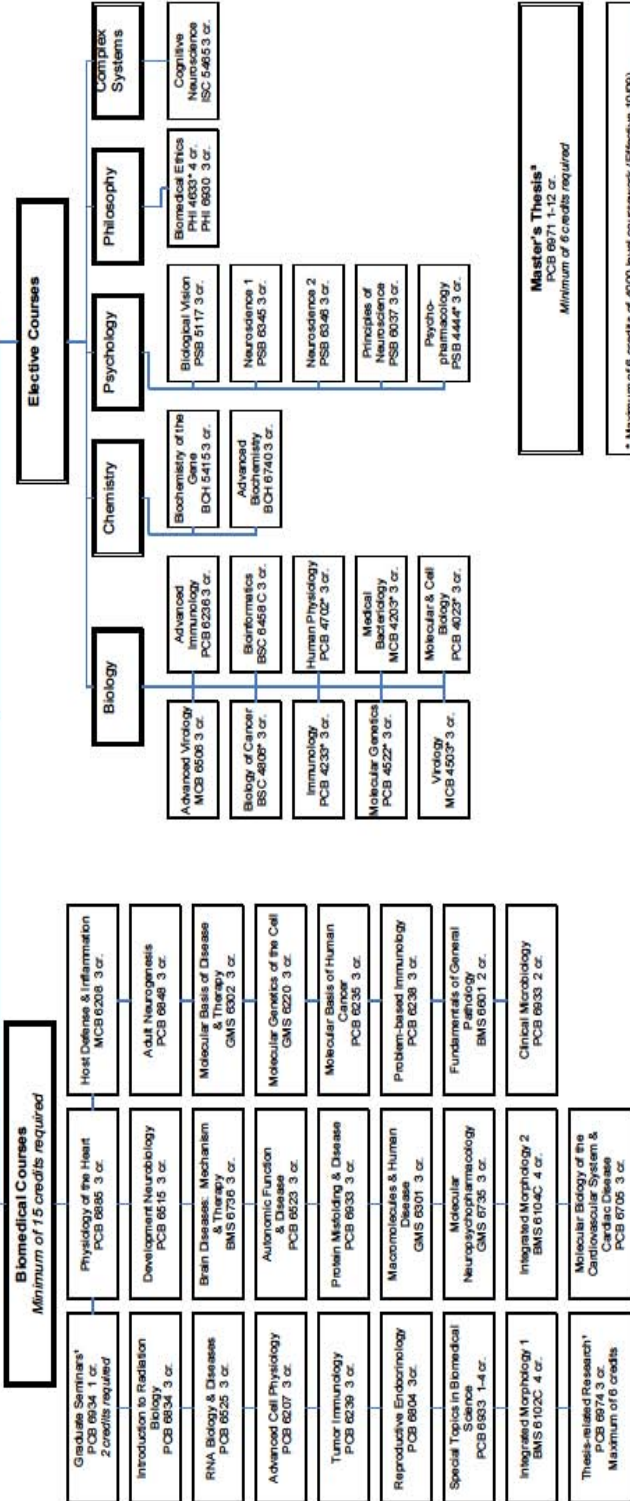 Biomedical Courses
Minimum of 15 credits required
Graduate Seminars¹
PCB 6934 1 cr.
2 credits required
Introduction to Radiation
Biology
PCB 6834 3 cr.
RNA Biology & Diseases
PCB 6525 3 cr.
Advanced Cell Physiology
PCB 6207 3 cr.
Tumor Immunology
PCB 6239 3 cr.
Reproductive Endocrinology
PCB 6804 3cr.
Special Topics in Biomedical
Science
PCB 6933 1-4 cr.
Integrated Morphology 1
BMS 6102C 4 cr.
Thesis-related Research¹
PCB 6974 3 cr.
Maximum of 6 credits
Physiology of the Heart
PCB 6885 3 cr.
Development Neurobiology
PCB 6515 3 cr.
Brain Diseases: Mechanism
& Therapy
BMS 6736 3 cr.
Autonomic Function
& Disease
PCB 6523 3 cr.
Protein Misfolding & Disease
PCB 6933 3 cr.
Macromolecules & Human
Disease
GMS 6301 3 cr.
Molecular
Neuropsychopharmacology
GMS 6735 3 cr.
Integrated Morphology 2
BMS 6104C 4 cr.
Molecular Biology of the
Cardiovascular System &
Cardiac Disease
PCB 6705 3 cr.
Host Defense & Inflammation
MCB 6208 3 cr.
Adult Neurogenesis
PCB 6848 3 cr.
Molecular Basis of Disease
& Therapy
GMS 6302 3 cr.
Molecular Genetics of the Cell
GMS 6220 3 cr.
Molecular Basis of Human
Cancer
PCB 6235 3 cr.
Problem-based Immunology
PCB 6238 3 cr.
Fundamentals of General
Pathology
BMS 6601 2 cr.
Clinical Microbiology
PCB 6933 2 cr.
Elective Courses
Biology
Advanced Virology
MCB 6506 3 cr.
Biology of Cancer
BSC 4806* 3 cr.
Immunology
PCB 4233* 3 cr.
Molecular Genetics
PCB 4522* 3 cr.
Virology
MCB 4503* 3 cr.
Advanced
Immunology
PCB 6236 3 cr.
Bioinformatics
BSC 6458 C 3 cr.
Human Physiology
PCB 4702* 3 cr.
Medical
Bacteriology
MCB 4203* 3 cr.
Molecular & Cell
Biology
PCB 4023* 3 cr.
Chemistry
Biochemistry of the
Gene
BCH 5415 3 cr.
Advanced
Biochemistry
BCH 6740 3 cr.
Psychology
Biological Vision
PSB 5117 3 cr.
Neuroscience 1
PSB 6345 3 cr.
Neuroscience 2
PSB 6346 3 cr.
Principles of
Neuroscience
PSB 6037 3 cr.
Psycho-
pharmacology
PSB 4444* 3 cr.
Philosophy
Biomedical Ethics
PHI 4633* 4 cr.
PHI 6930 3 cr.
Complex
Systems
Cognitive
Neuroscience
ISC 5465 3 cr.
Master's Thesis³
PCB 6971 1-12 cr.
Minimum of 6 credits required
* Maximum of 6 credits of 4000 level coursework (Effective